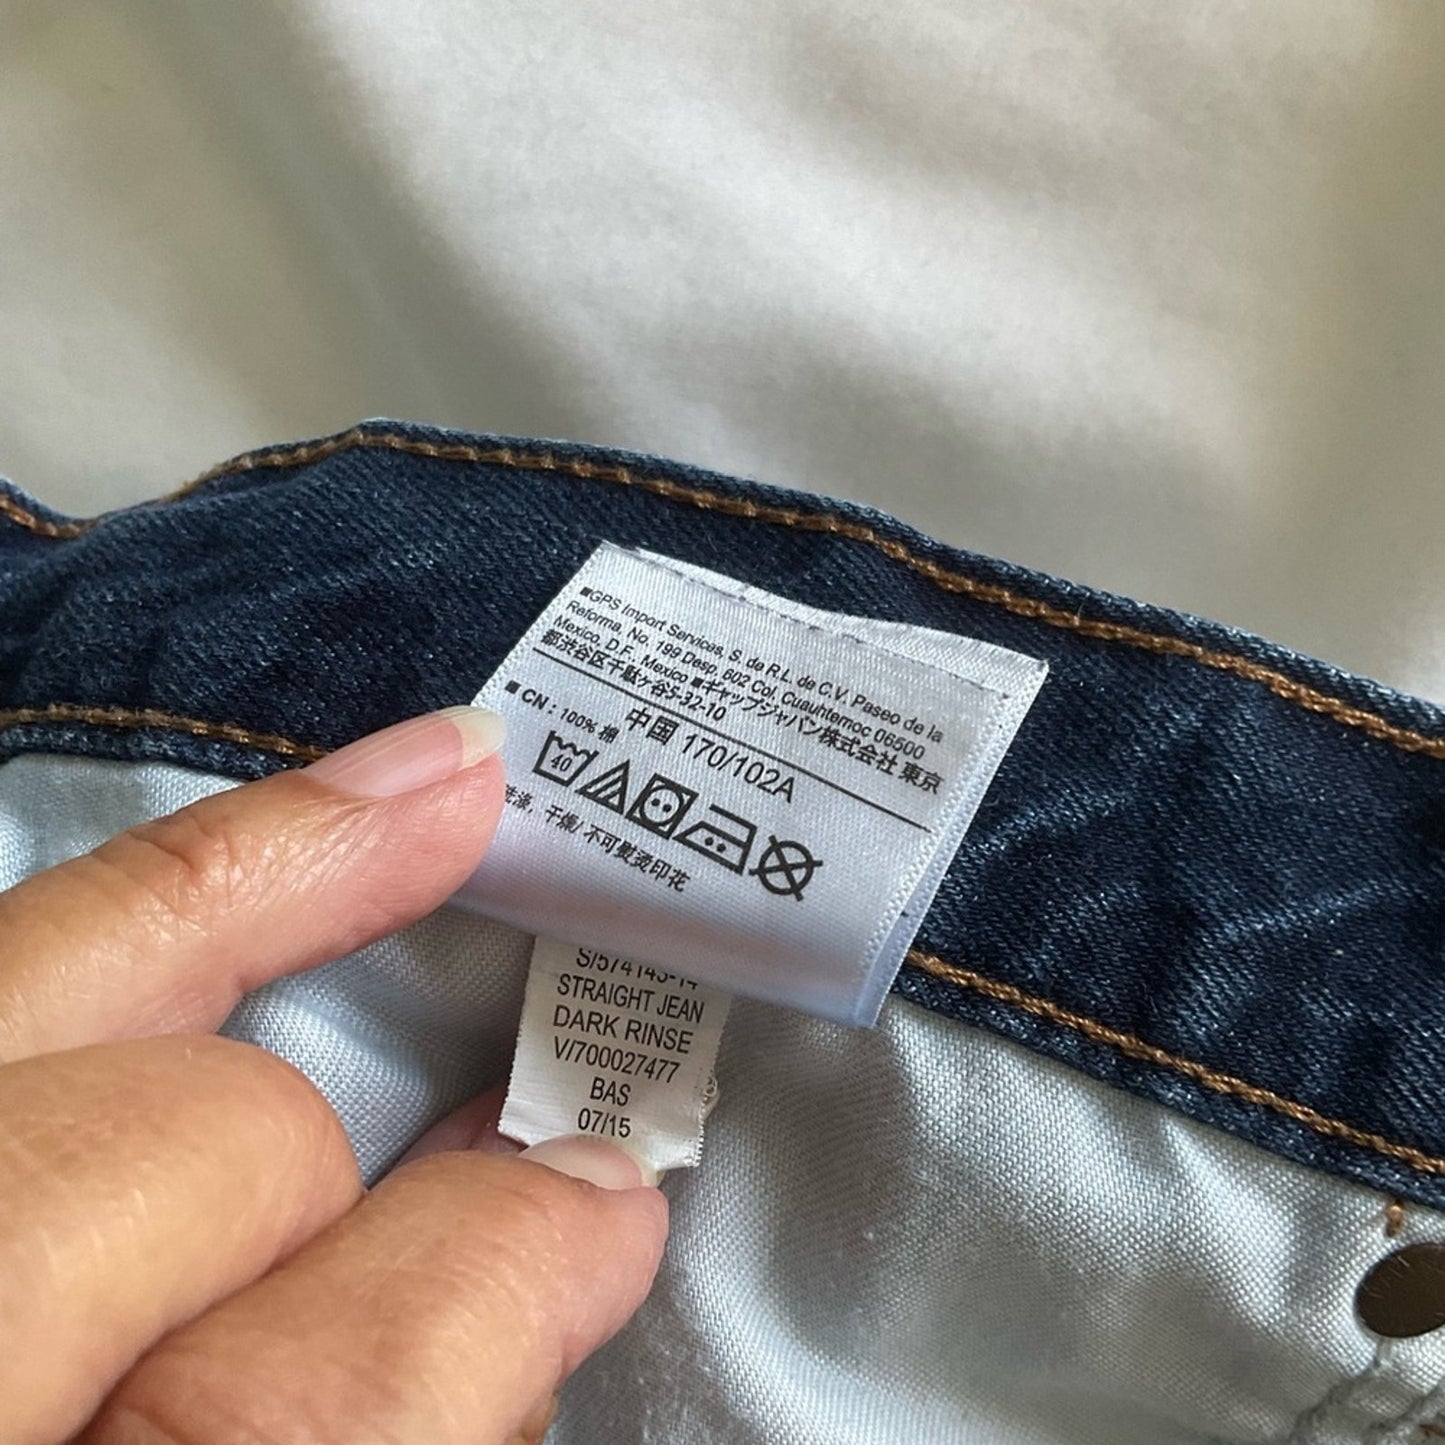 ■GPS Import Services, S. de R.L. de C.V. Paseo de la
Reforma, No. 199 Desp. 602 Col. Cuauhtemoc 06500
Mexico, D.F., Mexico ■ギャップジャパン株式会社 東京
都渋谷区千駄ヶ谷5-32-10
中国 170/102A
■ CN : 100% 棉
40
洗涤, 干燥/ 不可熨烫印花
S/574143-14
STRAIGHT JEAN
DARK RINSE
V/700027477
BAS
07/15